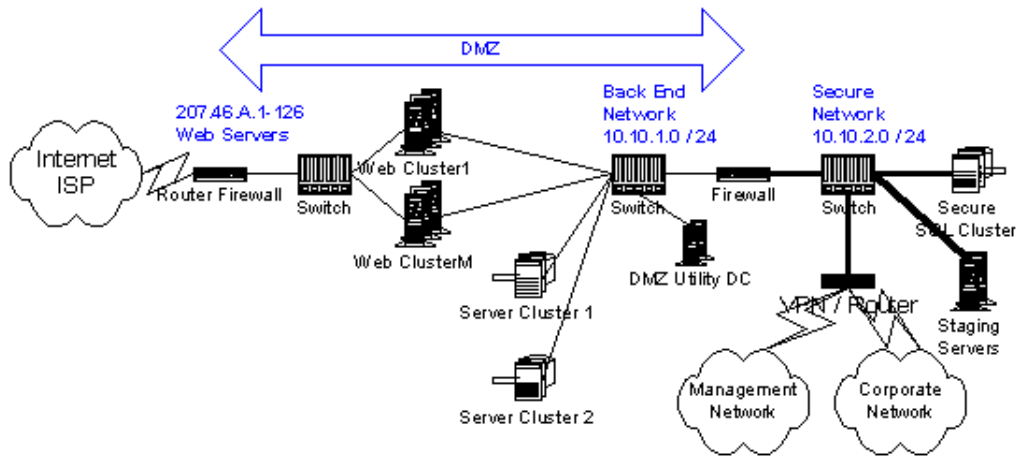 DMZ
207.46.A.1-126
Web Servers
Back End
Network
10.10.1.0 / 24
Secure
Network
10.10.2.0 / 24
Internet
ISP
Router Firewall
Switch
Web Cluster1
Web ClusterM
Switch
Firewall
Switch
Secure
SQL Cluster
DMZ Utility DC
Server Cluster 1
VPN / Router
Staging
Servers
Server Cluster 2
Management
Network
Corporate
Network